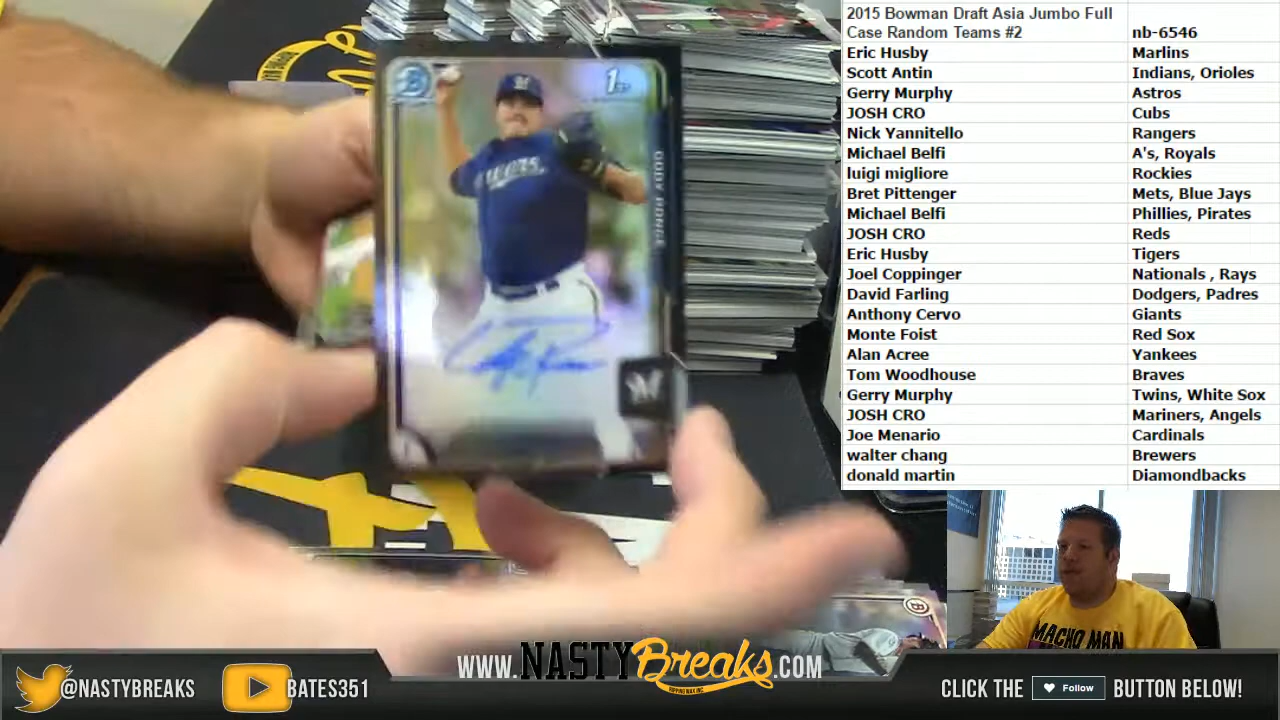 2015 Bowman Draft Asia Jumbo Full
Case Random Teams #2 nb-6546
Eric Husby Marlins
Scott Antin Indians, Orioles
Gerry Murphy Astros
JOSH CRO Cubs
Nick Yannitello Rangers
Michael Belfi A's, Royals
luigi migliore Rockies
Bret Pittenger Mets, Blue Jays
Michael Belfi Phillies, Pirates
JOSH CRO Reds
Eric Husby Tigers
Joel Coppinger Nationals , Rays
David Farling Dodgers, Padres
Anthony Cervo Giants
Monte Foist Red Sox
Alan Acree Yankees
Tom Woodhouse Braves
Gerry Murphy Twins, White Sox
JOSH CRO Mariners, Angels
Joe Menario Cardinals
walter chang Brewers
donald martin Diamondbacks
1st
CODY PONCE
MACHO MAN
@NASTYBREAKS
BATES351
WWW.NASTYBreaks.COM
CLICK THE Follow BUTTON BELOW!